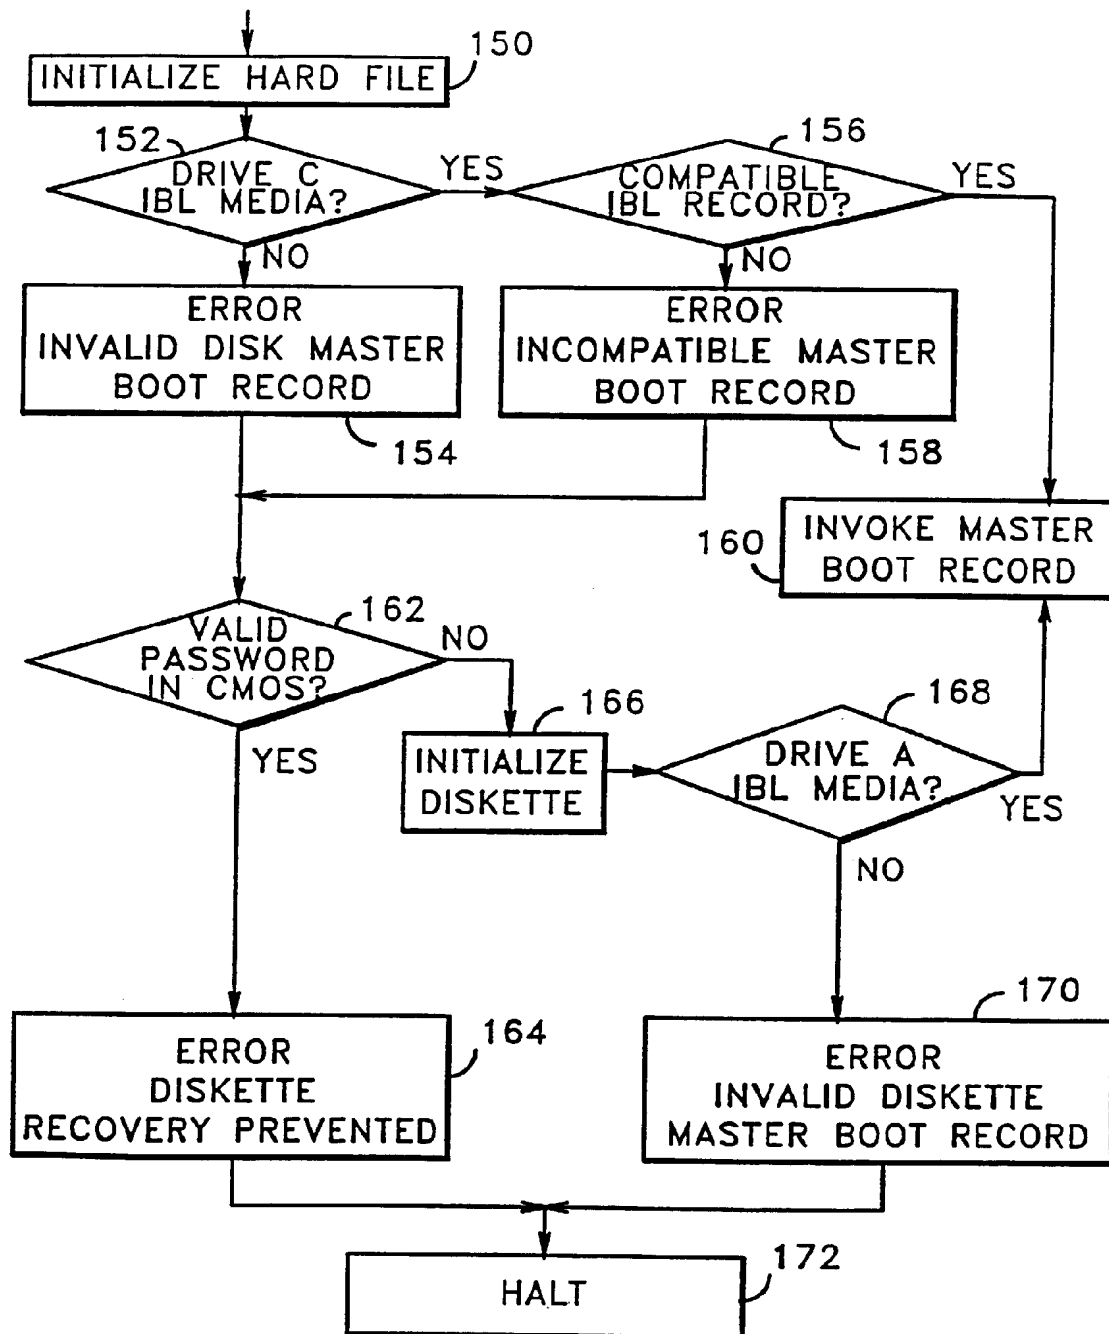 150
INITIALIZE HARD FILE
152
DRIVE C
IBL MEDIA?
YES
NO
156
COMPATIBLE
IBL RECORD?
YES
NO
ERROR
INVALID DISK MASTER
BOOT RECORD
154
ERROR
INCOMPATIBLE MASTER
BOOT RECORD
158
160
INVOKE MASTER
BOOT RECORD
162
VALID
PASSWORD
IN CMOS?
NO
YES
166
INITIALIZE
DISKETTE
168
DRIVE A
IBL MEDIA?
YES
NO
164
ERROR
DISKETTE
RECOVERY PREVENTED
170
ERROR
INVALID DISKETTE
MASTER BOOT RECORD
172
HALT